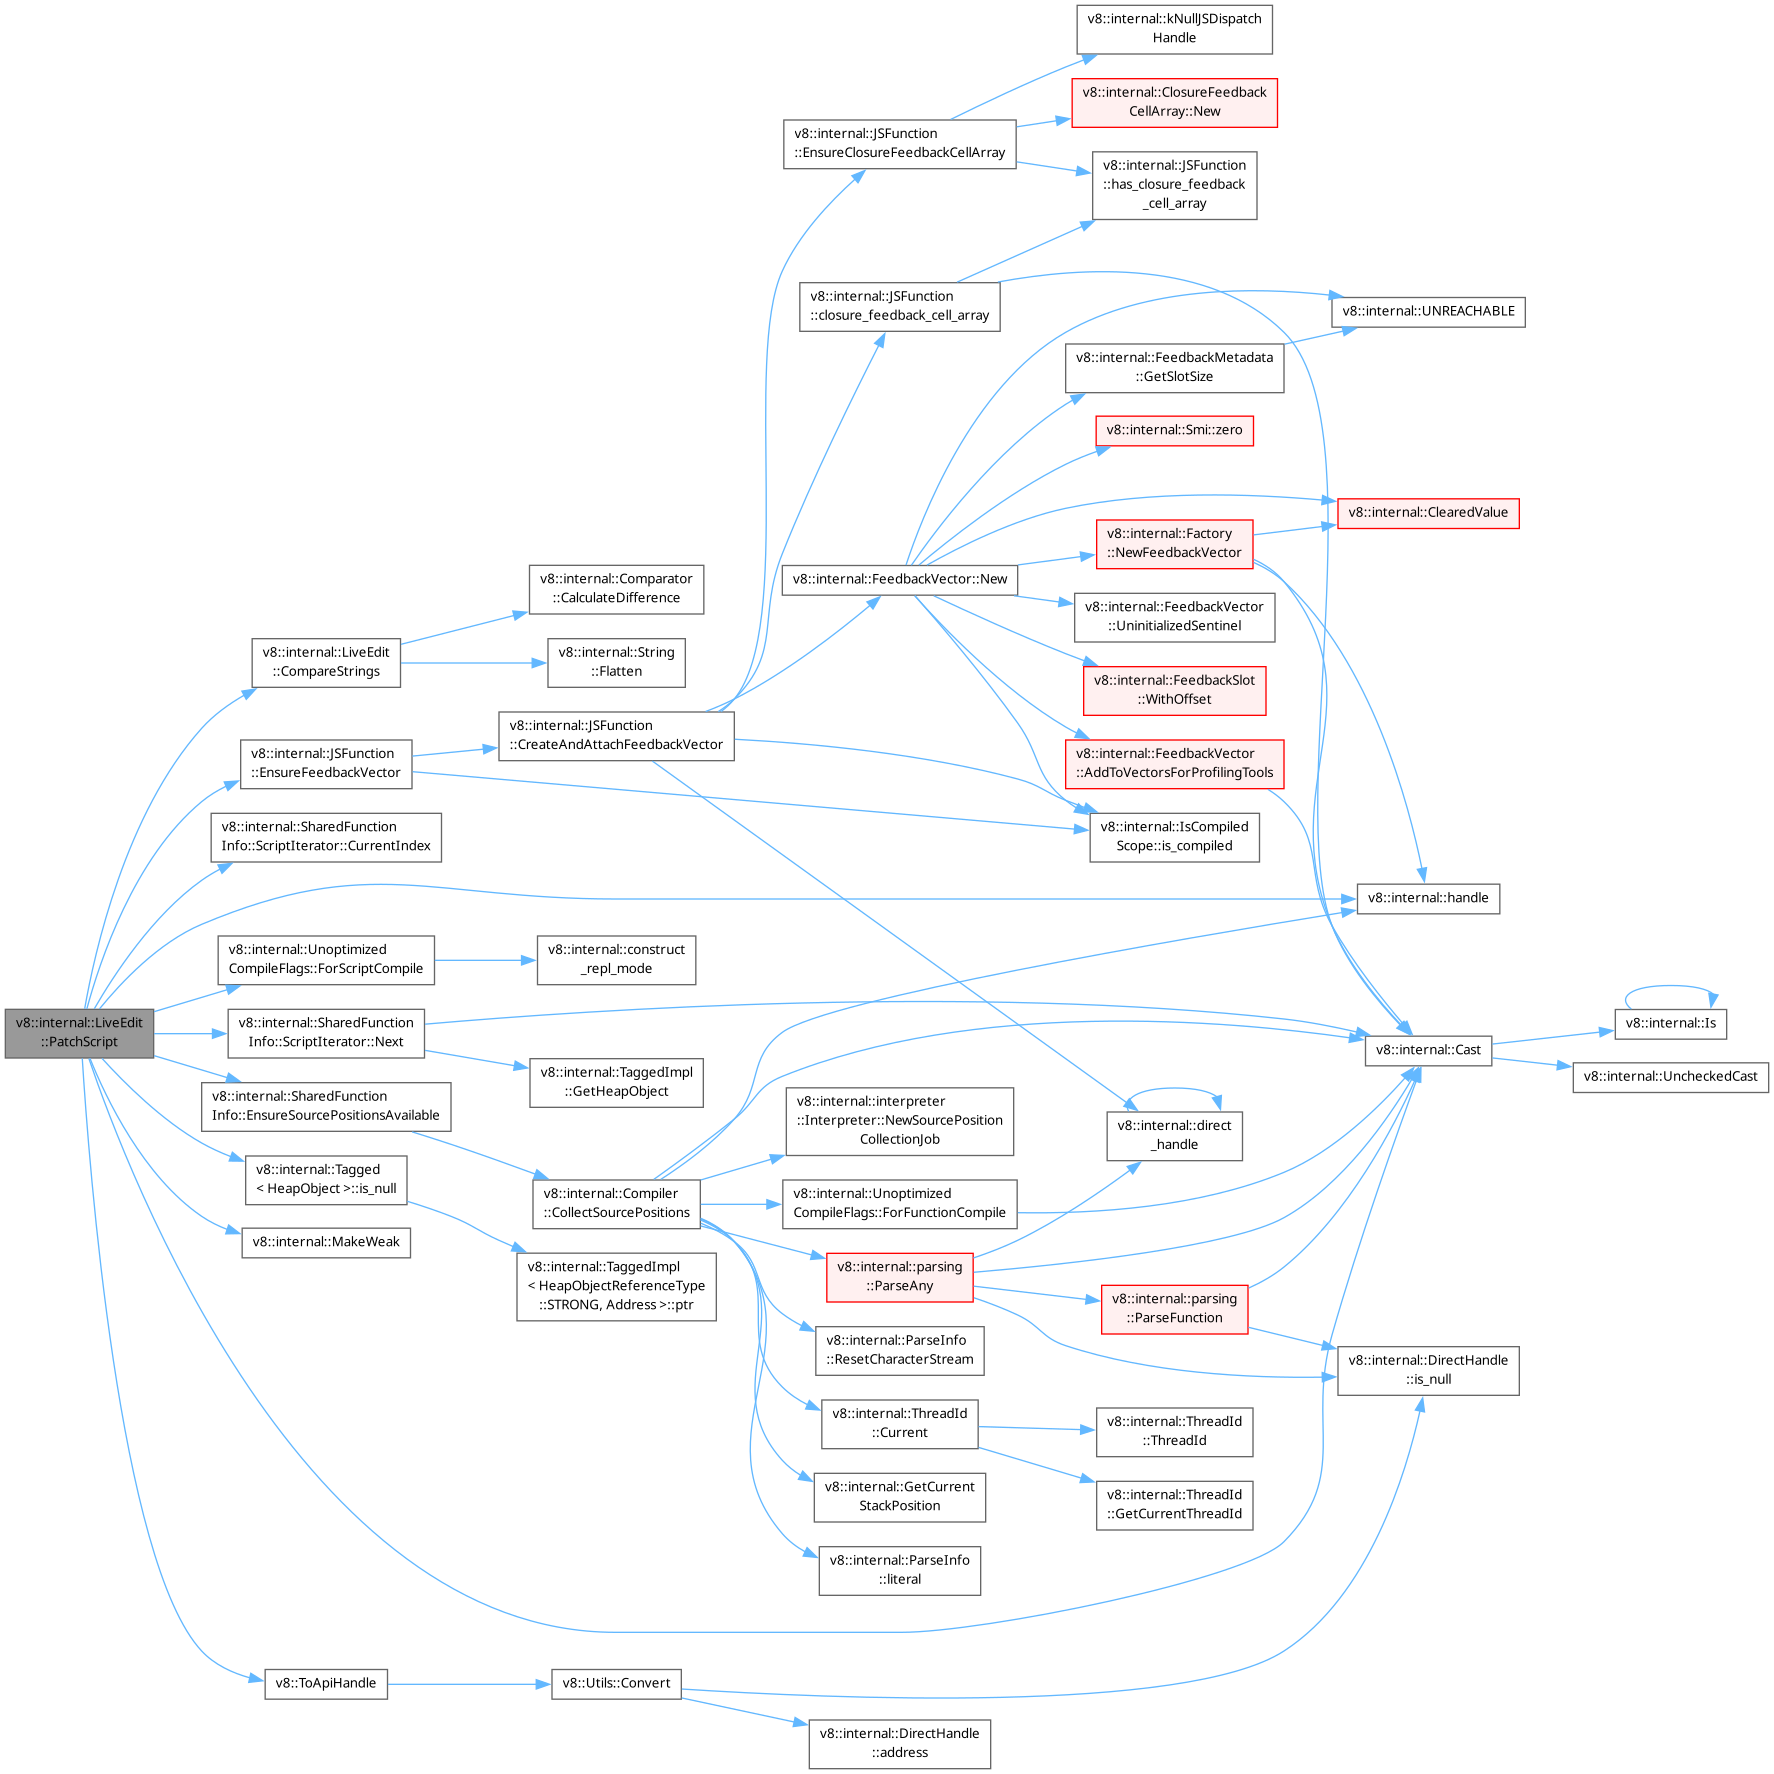 v8::internal::LiveEdit
::PatchScript
v8::internal::LiveEdit
::CompareStrings
v8::internal::Comparator
::CalculateDifference
v8::internal::String
::Flatten
v8::internal::JSFunction
::EnsureFeedbackVector
v8::internal::JSFunction
::CreateAndAttachFeedbackVector
v8::internal::JSFunction
::EnsureClosureFeedbackCellArray
v8::internal::kNullJSDispatch
Handle
v8::internal::ClosureFeedback
CellArray::New
v8::internal::JSFunction
::has_closure_feedback
_cell_array
v8::internal::JSFunction
::closure_feedback_cell_array
v8::internal::UNREACHABLE
v8::internal::FeedbackMetadata
::GetSlotSize
v8::internal::Smi::zero
v8::internal::ClearedValue
v8::internal::Factory
::NewFeedbackVector
v8::internal::FeedbackVector::New
v8::internal::FeedbackVector
::UninitializedSentinel
v8::internal::FeedbackSlot
::WithOffset
v8::internal::FeedbackVector
::AddToVectorsForProfilingTools
v8::internal::IsCompiled
Scope::is_compiled
v8::internal::SharedFunction
Info::ScriptIterator::CurrentIndex
v8::internal::handle
v8::internal::Unoptimized
CompileFlags::ForScriptCompile
v8::internal::construct
_repl_mode
v8::internal::SharedFunction
Info::ScriptIterator::Next
v8::internal::TaggedImpl
::GetHeapObject
v8::internal::Cast
v8::internal::Is
v8::internal::UncheckedCast
v8::internal::SharedFunction
Info::EnsureSourcePositionsAvailable
v8::internal::Compiler
::CollectSourcePositions
v8::internal::interpreter
::Interpreter::NewSourcePosition
CollectionJob
v8::internal::direct
_handle
v8::internal::Unoptimized
CompileFlags::ForFunctionCompile
v8::internal::parsing
::ParseAny
v8::internal::parsing
::ParseFunction
v8::internal::DirectHandle
::is_null
v8::internal::ParseInfo
::ResetCharacterStream
v8::internal::ThreadId
::Current
v8::internal::ThreadId
::ThreadId
v8::internal::ThreadId
::GetCurrentThreadId
v8::internal::GetCurrent
StackPosition
v8::internal::ParseInfo
::literal
v8::internal::Tagged
< HeapObject >::is_null
v8::internal::TaggedImpl
< HeapObjectReferenceType
::STRONG, Address >::ptr
v8::internal::MakeWeak
v8::ToApiHandle
v8::Utils::Convert
v8::internal::DirectHandle
::address